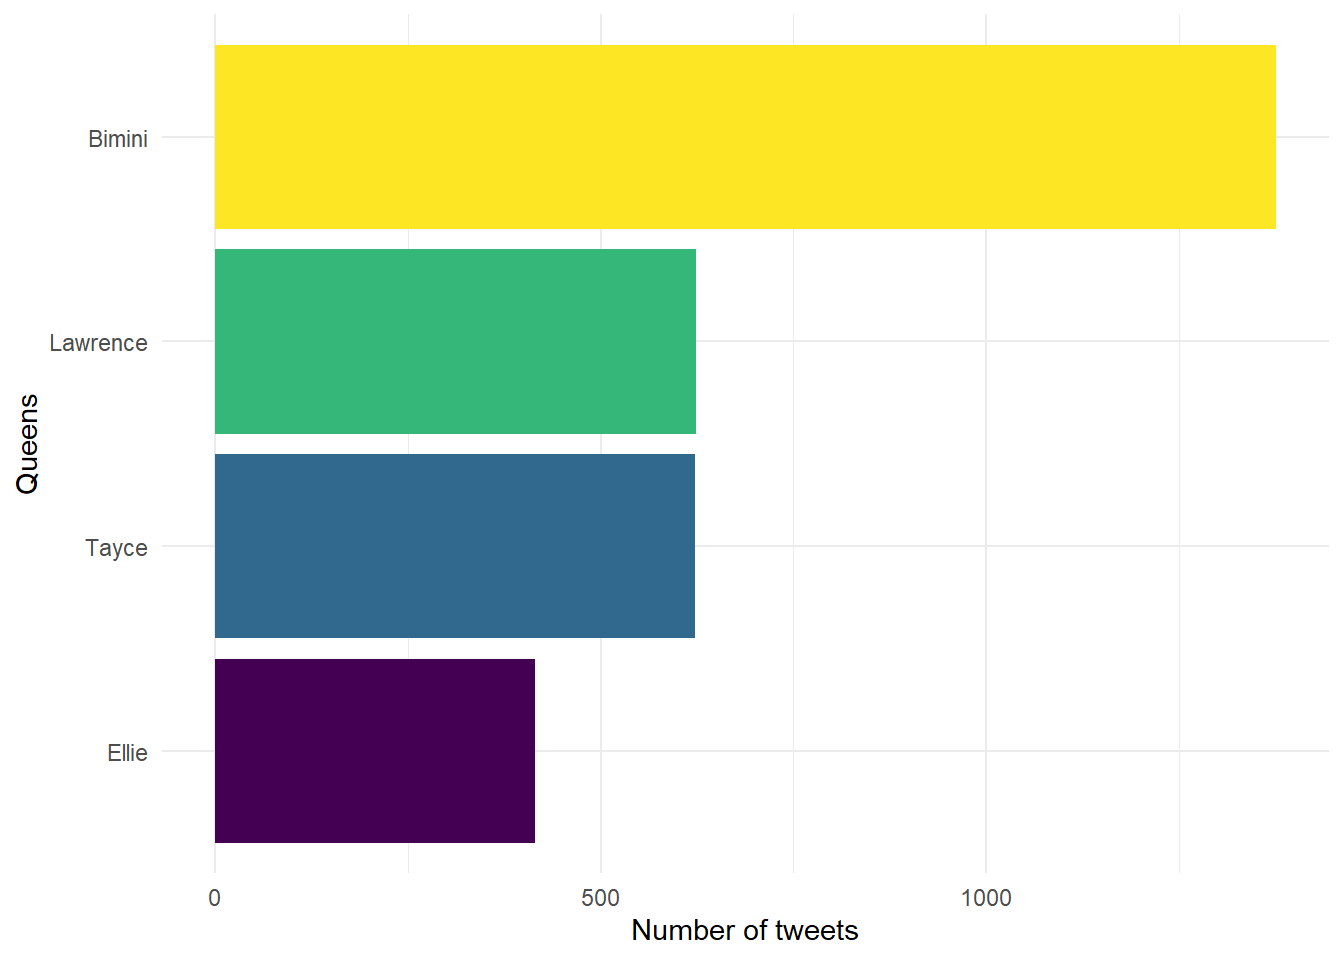 Bimini
Lawrence
Tayce
Ellie
Queens
0 500 1000
Number of tweets